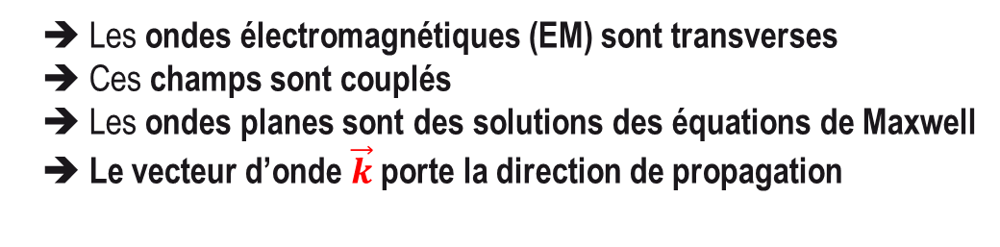 ➔ Les ondes électromagnétiques (EM) sont transverses
➔ Ces champs sont couplés
➔ Les ondes planes sont des solutions des équations de Maxwell
➔ Le vecteur d’onde k⃗ porte la direction de propagation